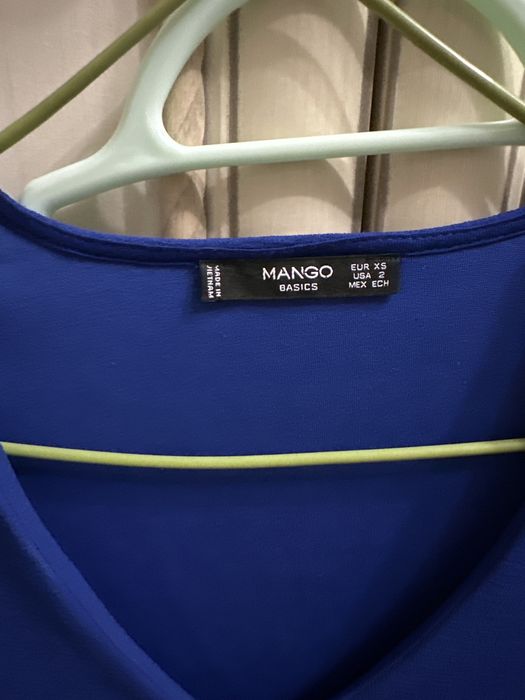 MADE IN
VIETNAM
MANGO
BASICS
EUR XS
USA 2
MEX ECH